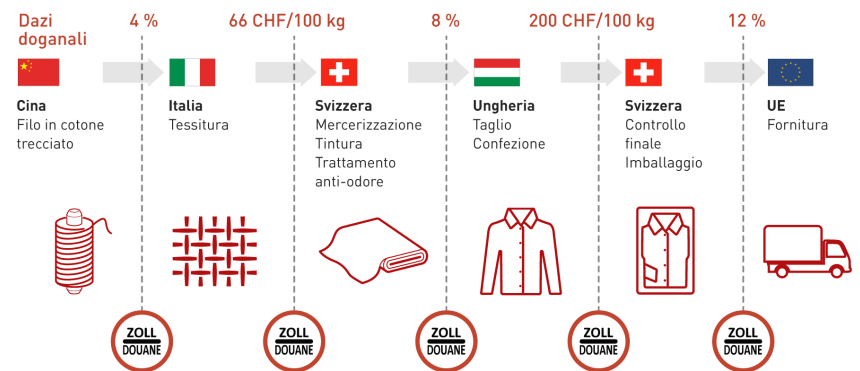 Dazi doganali
4 %
66 CHF/100 kg
8 %
200 CHF/100 kg
12 %
Cina
Filo in cotone
trecciato
Italia
Tessitura
Svizzera
Mercerizzazione
Tintura
Trattamento
anti-odore
Ungheria
Taglio
Confezione
Svizzera
Controllo
finale
Imballaggio
UE
Fornitura
ZOLL
DOUANE
ZOLL
DOUANE
ZOLL
DOUANE
ZOLL
DOUANE
ZOLL
DOUANE